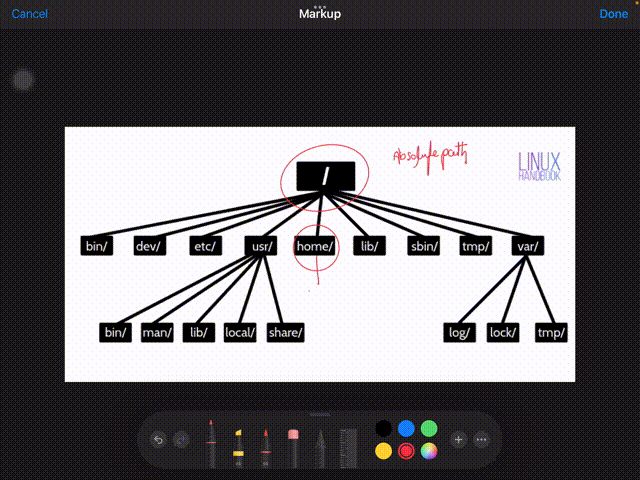 Cancel Markup Done
Absolute path
LINUX
HANDBOOK
/
bin/ dev/ etc/ usr/ home/ lib/ sbin/ tmp/ var/
bin/ man/ lib/ local/ share/ log/ lock/ tmp/